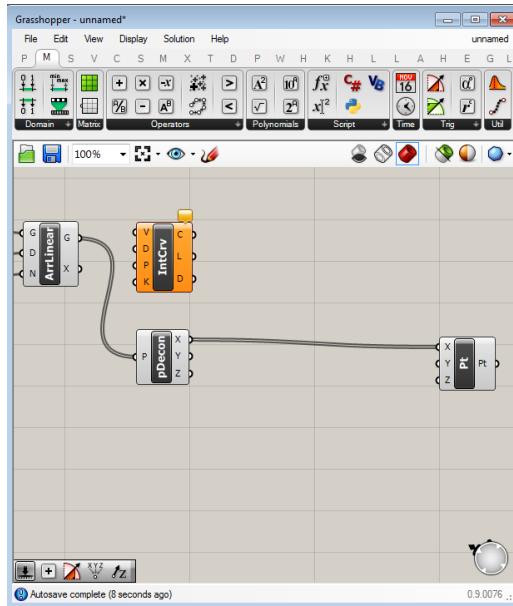 Grasshopper - unnamed*
File Edit View Display Solution Help unnamed
P M S V C S M X T D P W H K H L L A H E G L
Domain Matrix Operators Polynomials Script Time Trig Util
100%
G D N ArrLinear G X
V D P K IntCrv C L D
P pDecon X Y Z
X Y Z Pt Pt
Autosave complete (8 seconds ago) 0.9.0076